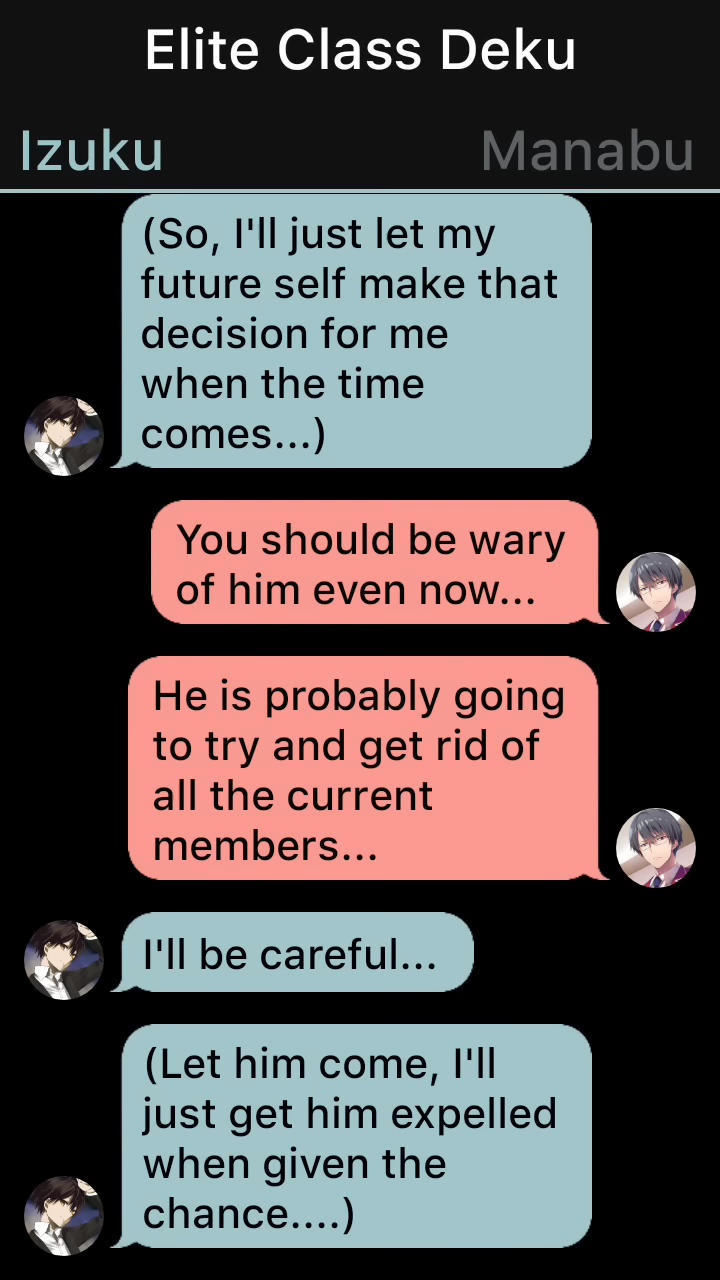 Elite Class Deku
Izuku
Manabu
(So, I'll just let my
future self make that
decision for me
when the time
comes...)
You should be wary
of him even now...
He is probably going
to try and get rid of
all the current
members...
I'll be careful...
(Let him come, I'll
just get him expelled
when given the
chance....)